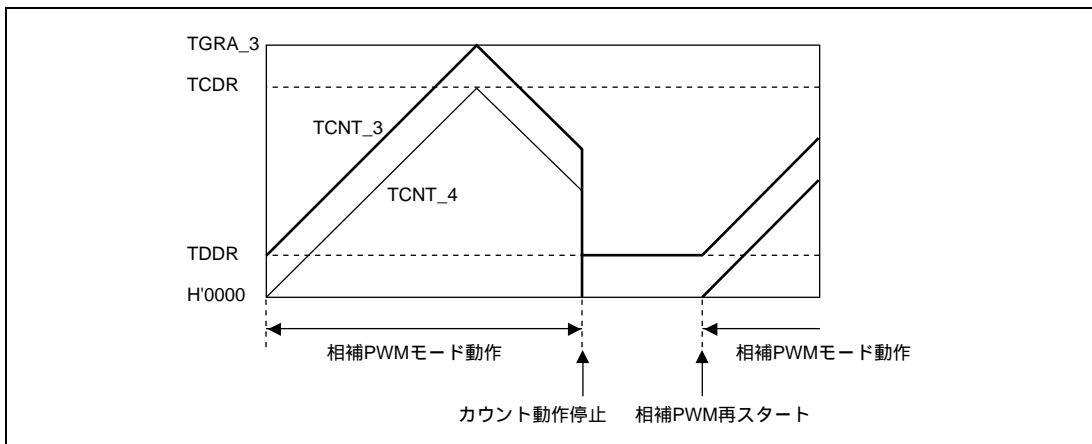 TGRA_3
TCDR
TCNT_3
TCNT_4
TDDR
H'0000
相補PWMモード動作
相補PWMモード動作
カウント動作停止
相補PWM再スタート